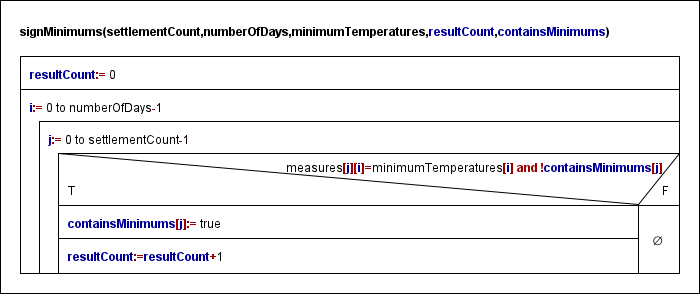 signMinimums(settlementCount,numberOfDays,minimumTemperatures,resultCount,containsMinimums)
resultCount:= 0
i:= 0 to numberOfDays-1
j:= 0 to settlementCount-1
measures[j][i]=minimumTemperatures[i] and !containsMinimums[j]
T
F
containsMinimums[j]:= true
∅
resultCount:=resultCount+1